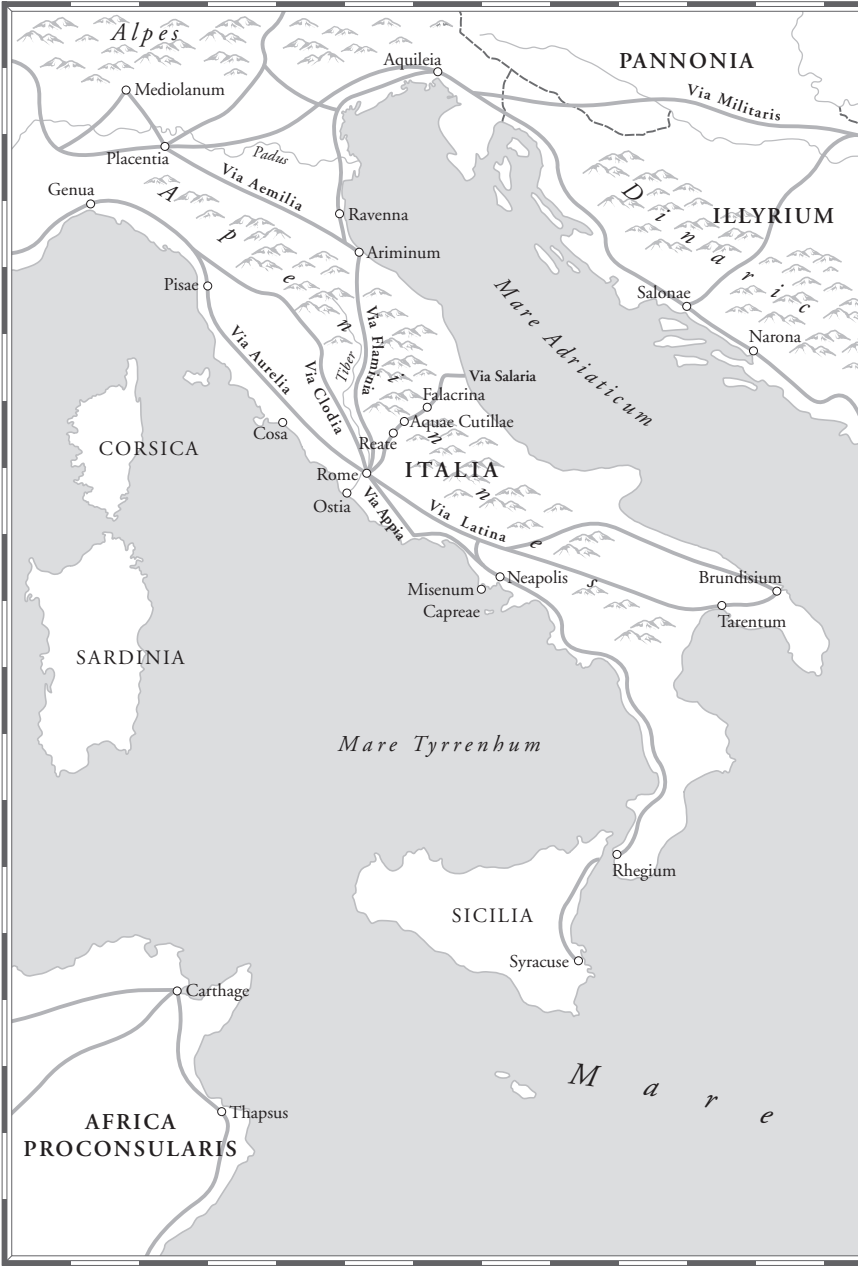 Alpes
PANNONIA
Aquileia
Mediolanum
Via Militaris
Placentia
Padus
Via Aemilia
Genua
Apennines
Dinaric
ILLYRIUM
Ravenna
Ariminum
Pisae
Salonae
Mare Adriaticum
Narona
Via Aurelia
Via Clodia
Tiber
Via Flaminia
Via Salaria
Falacrina
Aquae Cutillae
Reate
Cosa
CORSICA
Rome
ITALIA
Ostia
Via Appia
Via Latina
Neapolis
Misenum
Capreae
Brundisium
Tarentum
SARDINIA
Mare Tyrrenhum
Rhegium
SICILIA
Syracuse
Carthage
Mare
Thapsus
AFRICA
PROCONSULARIS